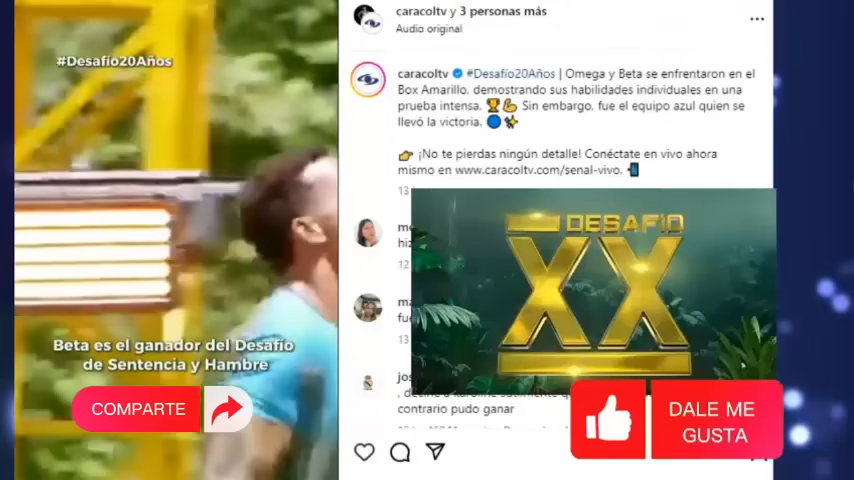 #Desafío20Años
Beta es el ganador del Desafío
de Sentencia y Hambre
COMPARTE
caracoltv y 3 personas más
Audio original
caracoltv #Desafío20Años | Omega y Beta se enfrentaron en el
Box Amarillo, demostrando sus habilidades individuales en una
prueba intensa. 🏆💪 Sin embargo, fue el equipo azul quien se
llevó la victoria. 🔵✨
👉 ¡No te pierdas ningún detalle! Conéctate en vivo ahora
mismo en www.caracoltv.com/senal-vivo. 📲
13
hiz
12
fue
13
DESAFÍO
XX
contrario pudo ganar
DALE ME
GUSTA